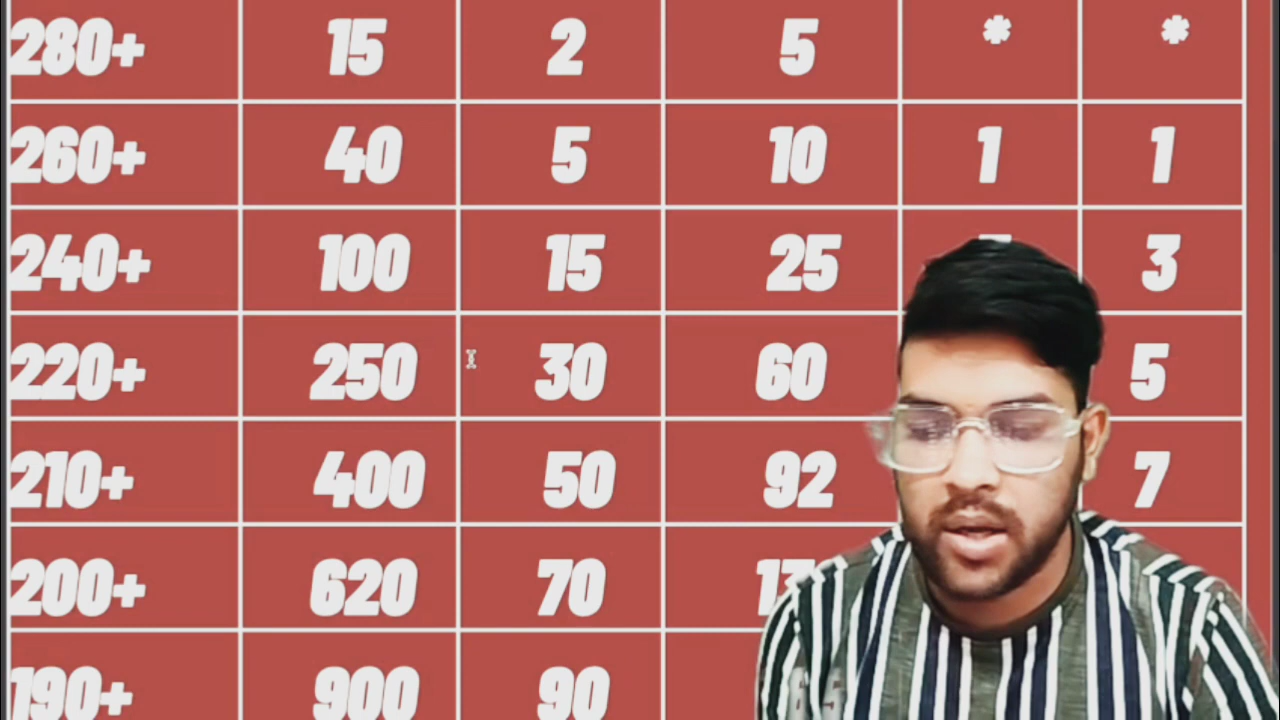 280+ 15 2 5 * *
260+ 40 5 10 1 1
240+ 100 15 25 3
220+ 250 30 60 5
210+ 400 50 92 7
200+ 620 70
190+ 900 90